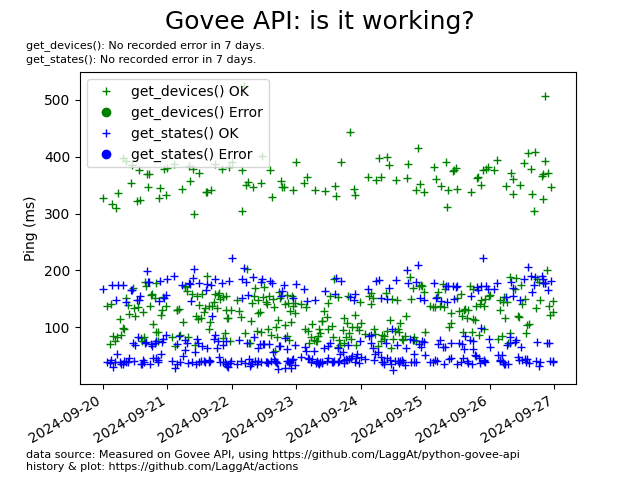 Govee API: is it working?
get_devices(): No recorded error in 7 days.
get_states(): No recorded error in 7 days.
get_devices() OK
get_devices() Error
get_states() OK
get_states() Error
Ping (ms)
500
400
300
200
100
2024-09-20
2024-09-21
2024-09-22
2024-09-23
2024-09-24
2024-09-25
2024-09-26
2024-09-27
data source: Measured on Govee API, using https://github.com/LaggAt/python-govee-api
history & plot: https://github.com/LaggAt/actions